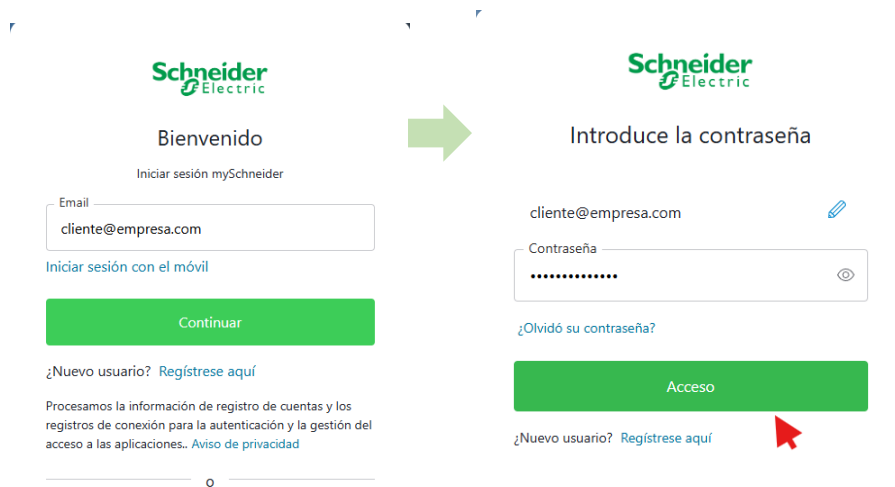 Schneider
Electric
Bienvenido
Iniciar sesión mySchneider
Email
cliente@empresa.com
Iniciar sesión con el móvil
Continuar
¿Nuevo usuario? Regístrese aquí
Procesamos la información de registro de cuentas y los
registros de conexión para la autenticación y la gestión del
acceso a las aplicaciones.. Aviso de privacidad
o
Schneider
Electric
Introduce la contraseña
cliente@empresa.com
Contraseña
••••••••••••••
¿Olvidó su contraseña?
Acceso
¿Nuevo usuario? Regístrese aquí